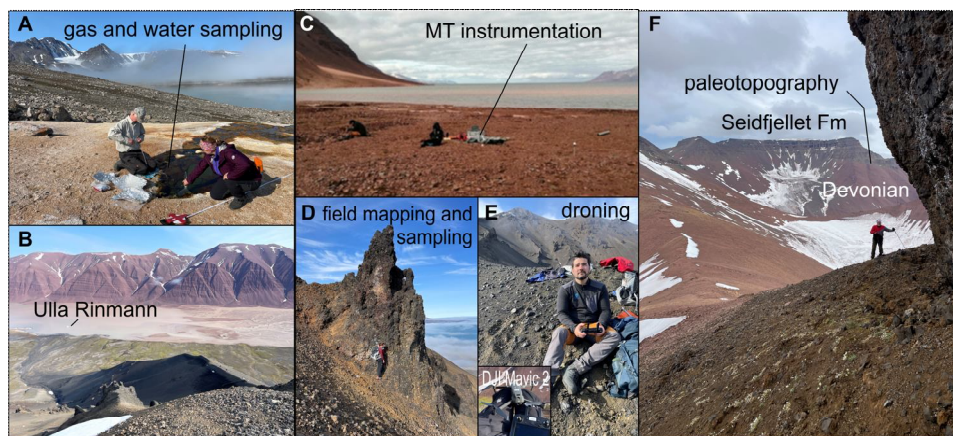 A
gas and water sampling
B
Ulla Rinmann
C
MT instrumentation
D
field mapping and
sampling
E
droning
DJI Mavic 2
F
paleotopography
Seidfjellet Fm
Devonian